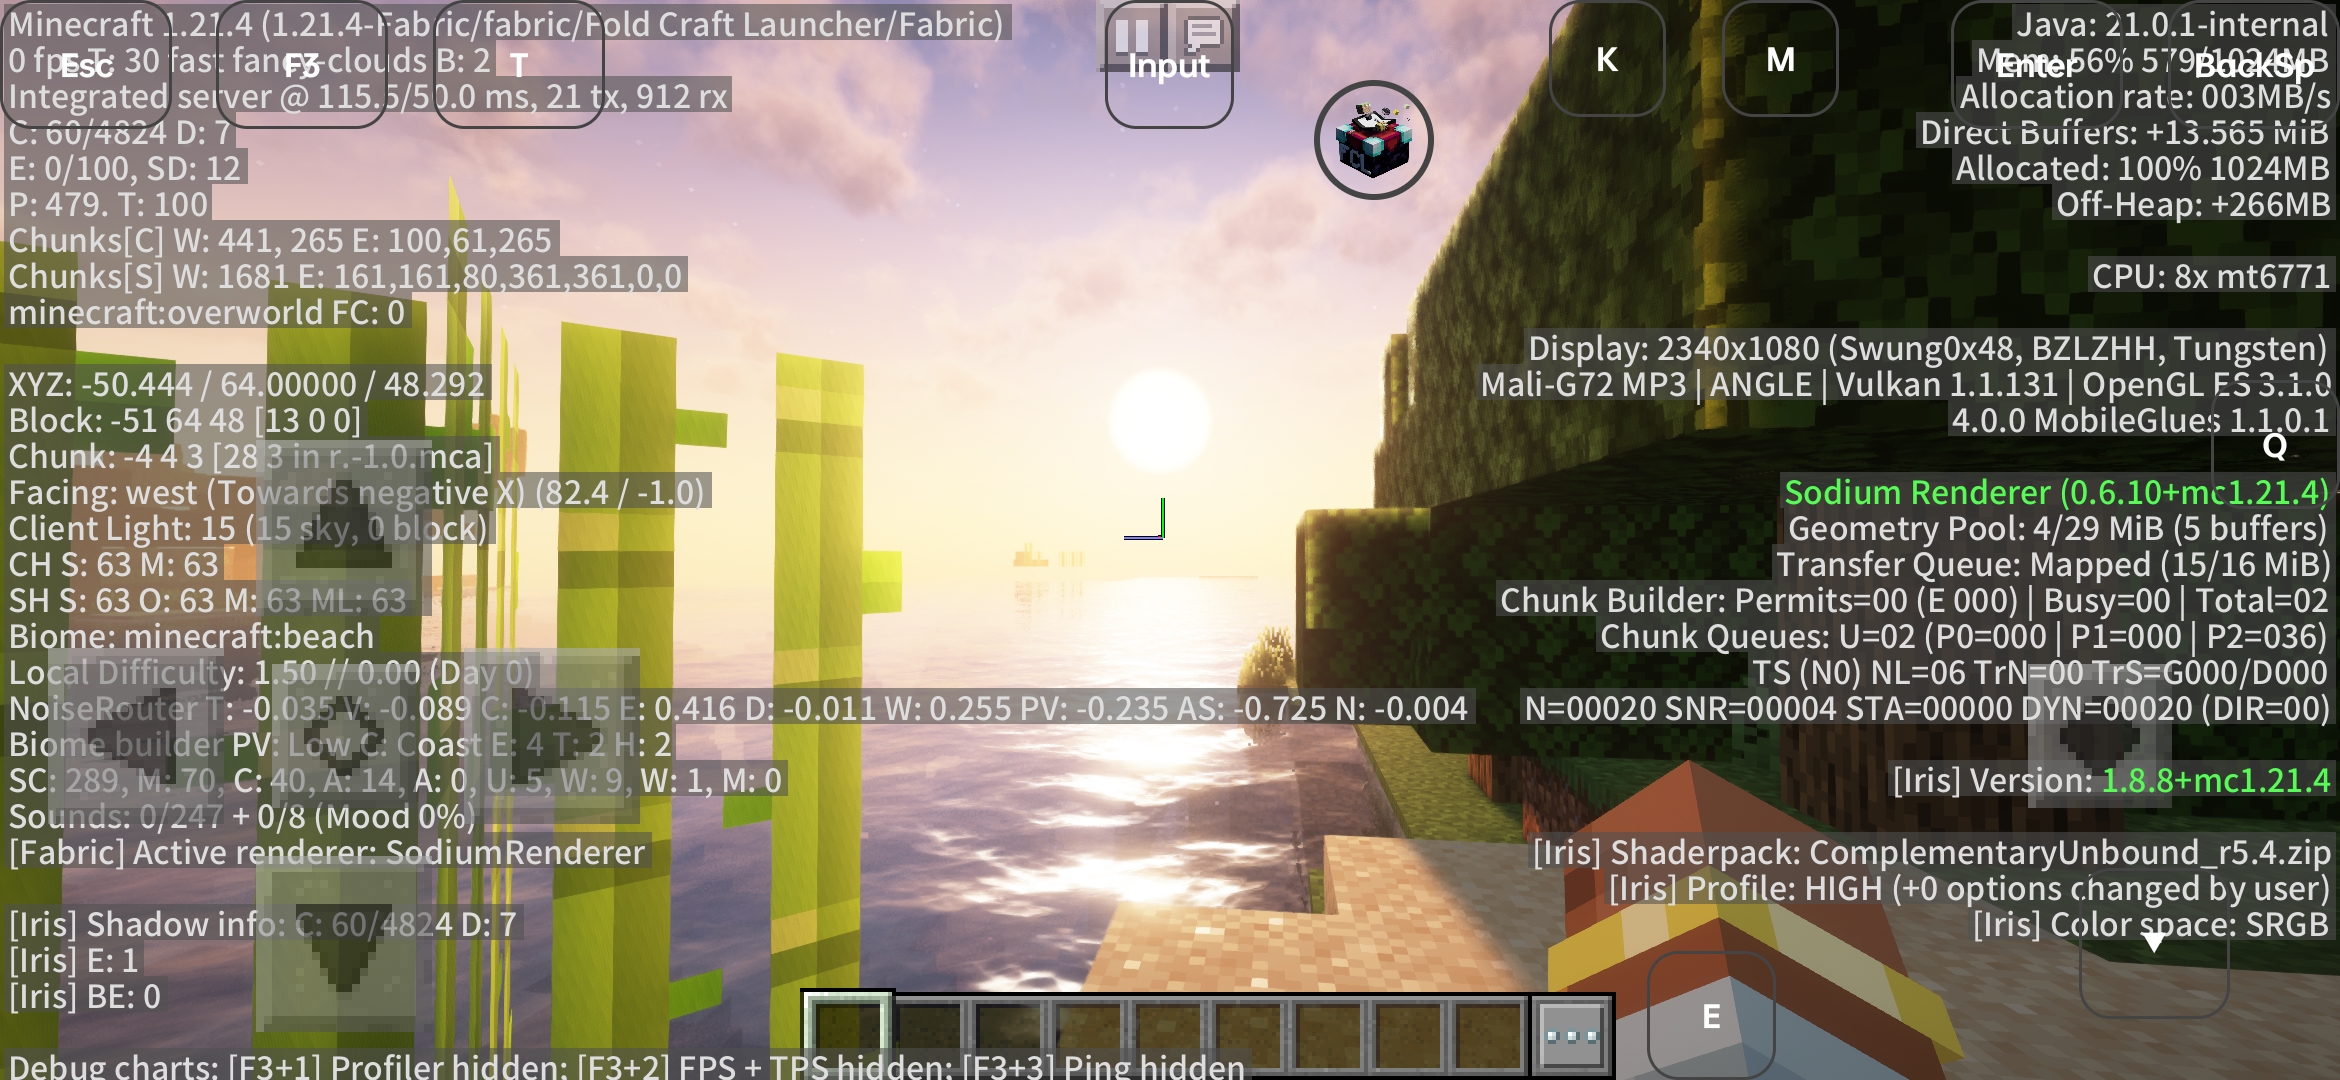 Minecraft 1.21.4 (1.21.4-Fabric/fabric/Fold Craft Launcher/Fabric)
0 fps T: 30 fast fancy-clouds B: 2
Integrated server @ 115.5/50.0 ms, 21 tx, 912 rx
C: 60/4824 D: 7
E: 0/100, SD: 12
P: 479. T: 100
Chunks[C] W: 441, 265 E: 100,61,265
Chunks[S] W: 1681 E: 161,161,80,361,361,0,0
minecraft:overworld FC: 0
XYZ: -50.444 / 64.00000 / 48.292
Block: -51 64 48 [13 0 0]
Chunk: -4 4 3 [28 3 in r.-1.0.mca]
Facing: west (Towards negative X) (82.4 / -1.0)
Client Light: 15 (15 sky, 0 block)
CH S: 63 M: 63
SH S: 63 O: 63 M: 63 ML: 63
Biome: minecraft:beach
Local Difficulty: 1.50 // 0.00 (Day 0)
NoiseRouter T: -0.035 V: -0.089 C: -0.115 E: 0.416 D: -0.011 W: 0.255 PV: -0.235 AS: -0.725 N: -0.004
Biome builder PV: Low C: Coast E: 4 T: 2 H: 2
SC: 289, M: 70, C: 40, A: 14, A: 0, U: 5, W: 9, W: 1, M: 0
Sounds: 0/247 + 0/8 (Mood 0%)
[Fabric] Active renderer: SodiumRenderer
[Iris] Shadow info: C: 60/4824 D: 7
[Iris] E: 1
[Iris] BE: 0
Debug charts: [F3+1] Profiler hidden; [F3+2] FPS + TPS hidden; [F3+3] Ping hidden
Esc
F3
T
Input
K
M
Enter
BackSp
FCL
Java: 21.0.1-internal
Mem: 56% 579/1024MB
Allocation rate: 003MB/s
Direct Buffers: +13.565 MiB
Allocated: 100% 1024MB
Off-Heap: +266MB
CPU: 8x mt6771
Display: 2340x1080 (Swung0x48, BZLZHH, Tungsten)
Mali-G72 MP3 | ANGLE | Vulkan 1.1.131 | OpenGL ES 3.1.0
4.0.0 MobileGlues 1.1.0.1
Q
Sodium Renderer (0.6.10+mc1.21.4)
Geometry Pool: 4/29 MiB (5 buffers)
Transfer Queue: Mapped (15/16 MiB)
Chunk Builder: Permits=00 (E 000) | Busy=00 | Total=02
Chunk Queues: U=02 (P0=000 | P1=000 | P2=036)
TS (N0) NL=06 TrN=00 TrS=G000/D000
N=00020 SNR=00004 STA=00000 DYN=00020 (DIR=00)
[Iris] Version: 1.8.8+mc1.21.4
[Iris] Shaderpack: ComplementaryUnbound_r5.4.zip
[Iris] Profile: HIGH (+0 options changed by user)
[Iris] Color space: SRGB
E